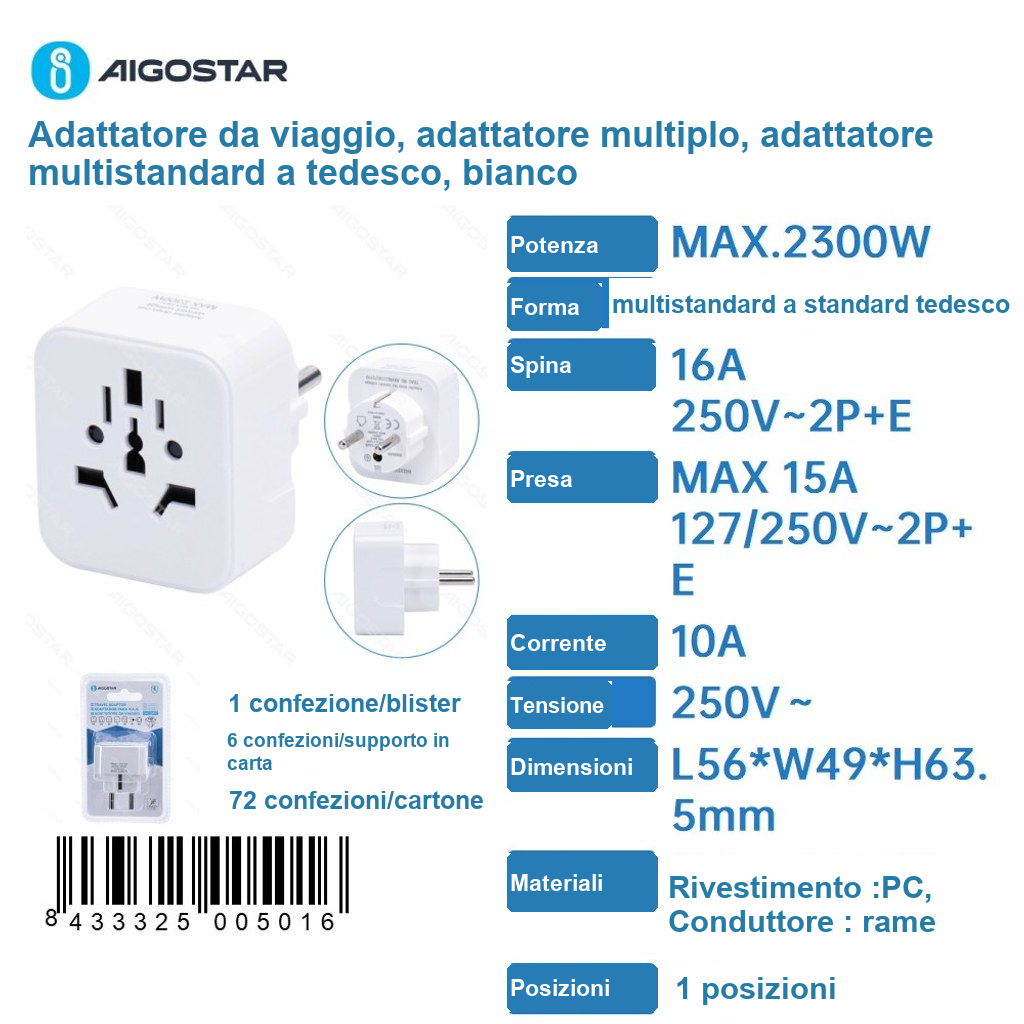 AIGOSTAR
Adattatore da viaggio, adattatore multiplo, adattatore
multistandard a tedesco, bianco
Potenza
MAX.2300W
Forma
multistandard a standard tedesco
Spina
16A
250V~2P+E
Presa
MAX 15A
127/250V~2P+
E
Corrente
10A
Tensione
250V ~
Dimensioni
L56*W49*H63.
5mm
Materiali
Rivestimento :PC,
Conduttore : rame
Posizioni
1 posizioni
AIGOSTAR
1 confezione/blister
6 confezioni/supporto in
carta
72 confezioni/cartone
8 433325 005016